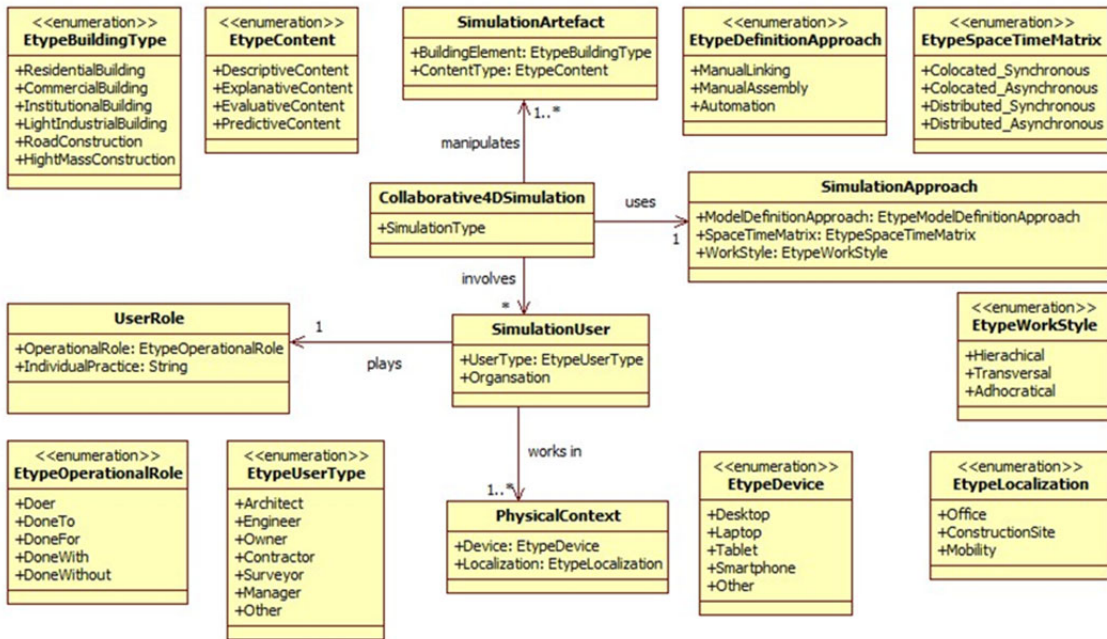 <<enumeration>>
EtypeBuildingType
+ResidentialBuilding
+CommercialBuilding
+InstitutionalBuilding
+LightIndustrialBuilding
+RoadConstruction
+HightMassConstruction
<<enumeration>>
EtypeContent
+DescriptiveContent
+ExplanativeContent
+EvaluativeContent
+PredictiveContent
SimulationArtefact
+BuildingElement: EtypeBuildingType
+ContentType: EtypeContent
<<enumeration>>
EtypeDefinitionApproach
+ManualLinking
+ManualAssembly
+Automation
<<enumeration>>
EtypeSpaceTimeMatrix
+Colocated_Synchronous
+Colocated_Asynchronous
+Distributed_Synchronous
+Distributed_Asynchronous
1..*
manipulates
Collaborative4DSimulation
+SimulationType
uses
1
SimulationApproach
+ModelDefinitionApproach: EtypeModelDefinitionApproach
+SpaceTimeMatrix: EtypeSpaceTimeMatrix
+WorkStyle: EtypeWorkStyle
involves
*
UserRole
+OperationalRole: EtypeOperationalRole
+IndividualPractice: String
1
plays
SimulationUser
+UserType: EtypeUserType
+Organsation
<<enumeration>>
EtypeWorkStyle
+Hierachical
+Transversal
+Adhocratical
<<enumeration>>
EtypeOperationalRole
+Doer
+DoneTo
+DoneFor
+DoneWith
+DoneWithout
<<enumeration>>
EtypeUserType
+Architect
+Engineer
+Owner
+Contractor
+Surveyor
+Manager
+Other
works in
1..*
PhysicalContext
+Device: EtypeDevice
+Localization: EtypeLocalization
<<enumeration>>
EtypeDevice
+Desktop
+Laptop
+Tablet
+Smartphone
+Other
<<enumeration>>
EtypeLocalization
+Office
+ConstructionSite
+Mobility